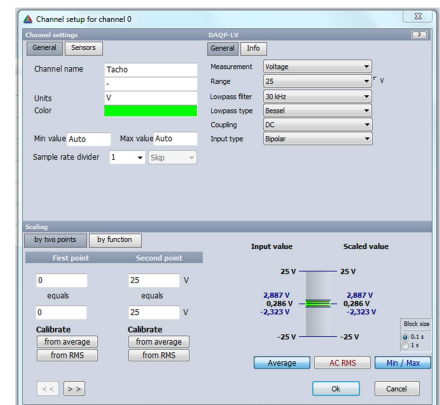 Channel setup for channel 0
Channel settings
General Sensors
Channel name Tacho
-
Units V
Color
Min value Auto Max value Auto
Sample rate divider 1 Skip
DAQP-LV
General Info
Measurement Voltage
Range 25 V
Lowpass filter 30 kHz
Lowpass type Bessel
Coupling DC
Input type Bipolar
Scaling
by two points by function
First point Second point
0 25 V
equals equals
0 25 V
Calibrate Calibrate
from average from average
from RMS from RMS
<< >>
Input value Scaled value
25 V 25 V
2,887 V 2,887 V
0,286 V 0,286 V
-2,323 V -2,323 V
-25 V -25 V
Block size
0.1 s
1 s
Average AC RMS Min / Max
Ok Cancel